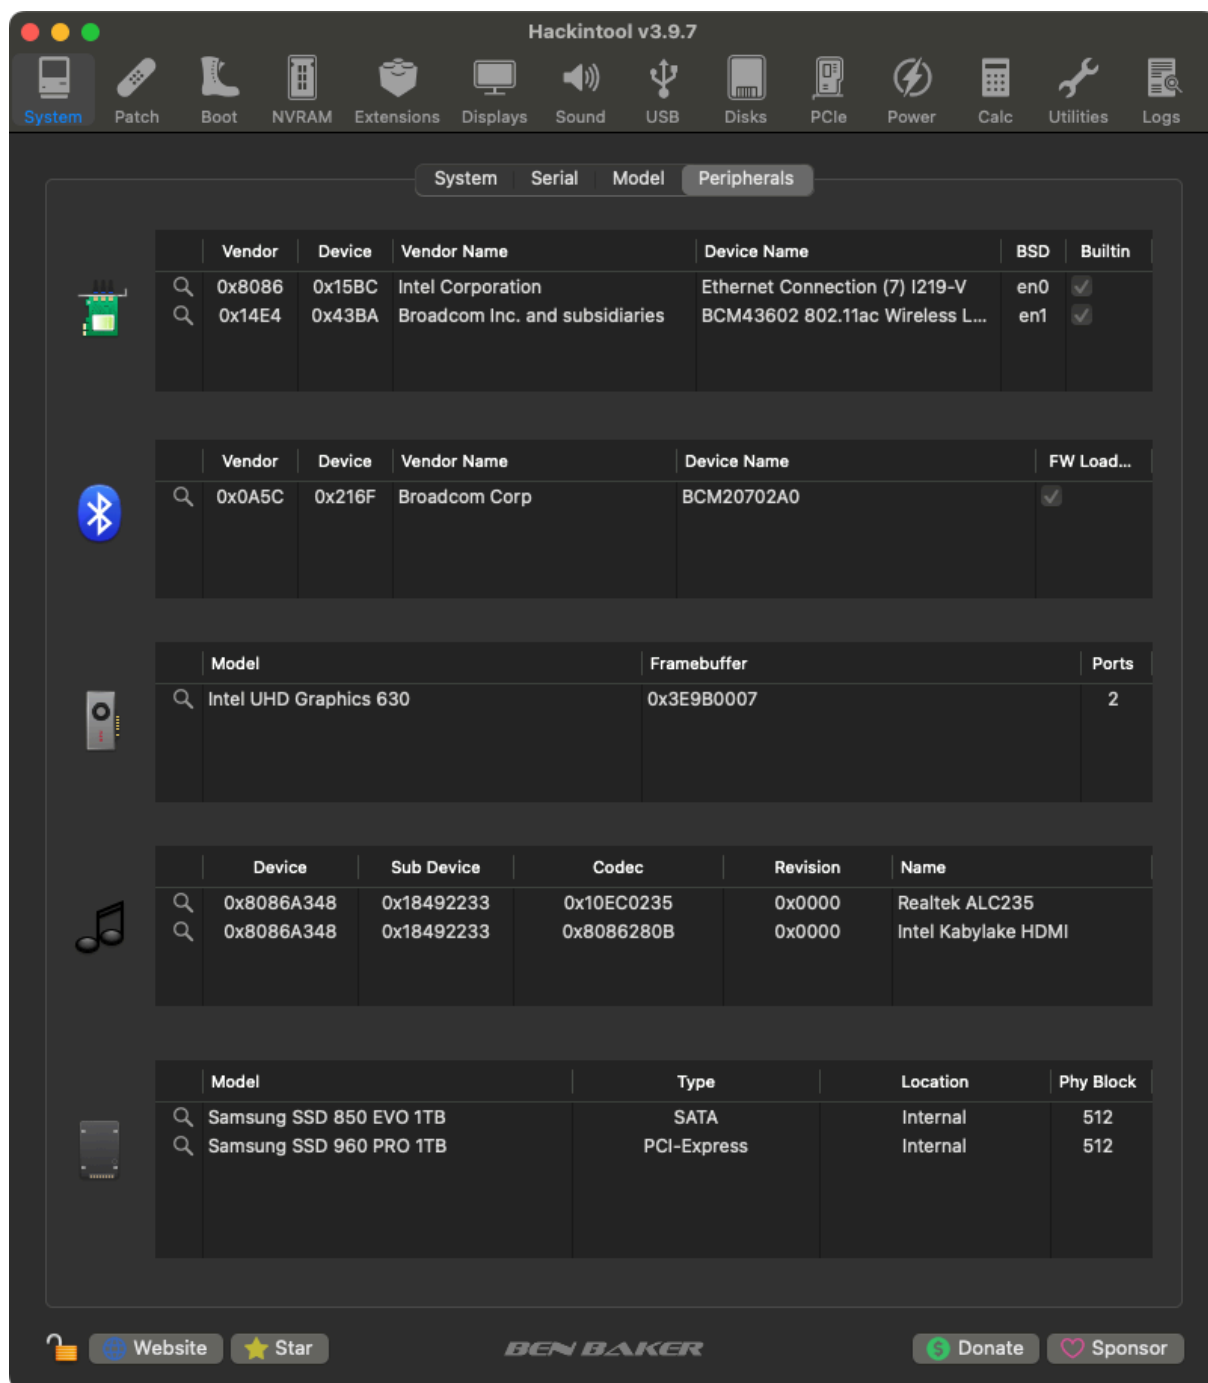 Hackintool v3.9.7
System Patch Boot NVRAM Extensions Displays Sound USB Disks PCIe Power Calc Utilities Logs
System Serial Model Peripherals
Vendor Device Vendor Name Device Name BSD Builtin
0x8086 0x15BC Intel Corporation Ethernet Connection (7) I219-V en0
0x14E4 0x43BA Broadcom Inc. and subsidiaries BCM43602 802.11ac Wireless L... en1
Vendor Device Vendor Name Device Name FW Load...
0x0A5C 0x216F Broadcom Corp BCM20702A0
Model Framebuffer Ports
Intel UHD Graphics 630 0x3E9B0007 2
Device Sub Device Codec Revision Name
0x8086A348 0x18492233 0x10EC0235 0x0000 Realtek ALC235
0x8086A348 0x18492233 0x8086280B 0x0000 Intel Kabylake HDMI
Model Type Location Phy Block
Samsung SSD 850 EVO 1TB SATA Internal 512
Samsung SSD 960 PRO 1TB PCI-Express Internal 512
Website Star BEN BAKER Donate Sponsor